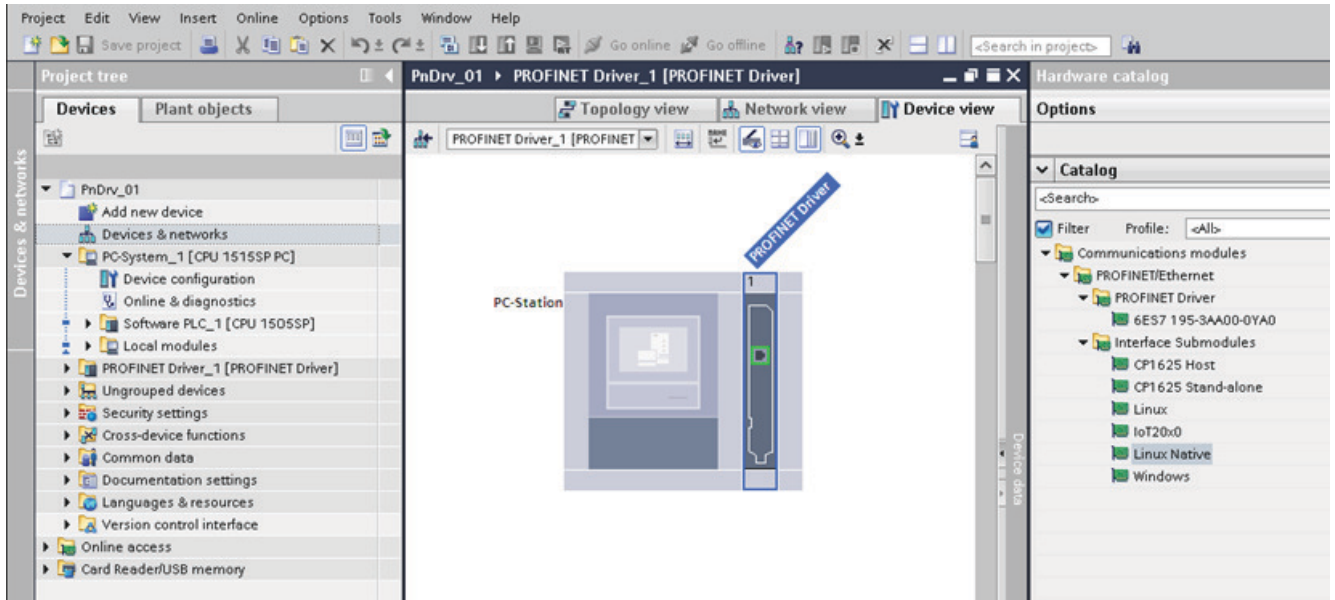 Project Edit View Insert Online Options Tools Window Help
Save project Go online Go offline <Search in project>
Project tree
Devices Plant objects
Devices & networks
PnDrv_01
Add new device
Devices & networks
PC-System_1 [CPU 1515SP PC]
Device configuration
Online & diagnostics
Software PLC_1 [CPU 1505SP]
Local modules
PROFINET Driver_1 [PROFINET Driver]
Ungrouped devices
Security settings
Cross-device functions
Common data
Documentation settings
Languages & resources
Version control interface
Online access
Card Reader/USB memory
PnDrv_01 PROFINET Driver_1 [PROFINET Driver]
Topology view Network view Device view
PROFINET Driver_1 [PROFINET
PROFINET Driver
1
PC-Station
Device data
Hardware catalog
Options
Catalog
<Search>
Filter Profile: <All>
Communications modules
PROFINET/Ethernet
PROFINET Driver
6ES7 195-3AA00-0YA0
Interface Submodules
CP1625 Host
CP1625 Stand-alone
Linux
IoT20x0
Linux Native
Windows